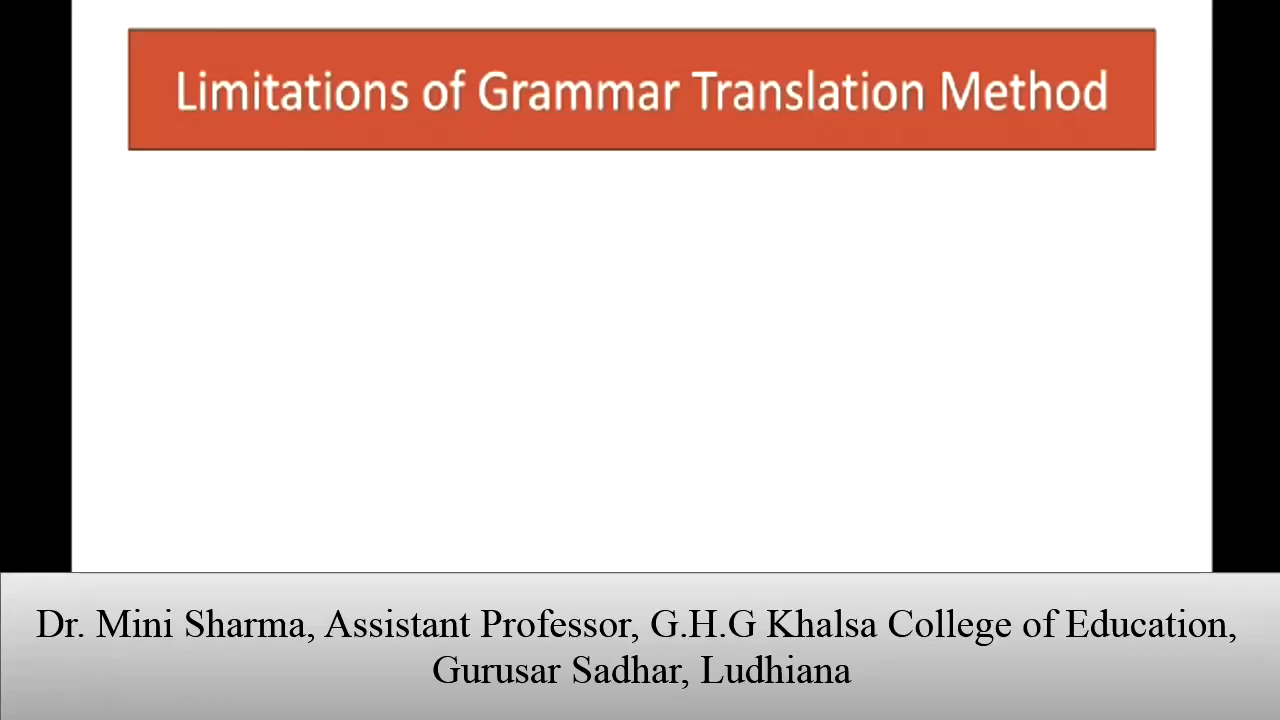 Limitations of Grammar Translation Method
Dr. Mini Sharma, Assistant Professor, G.H.G Khalsa College of Education,
Gurusar Sadhar, Ludhiana